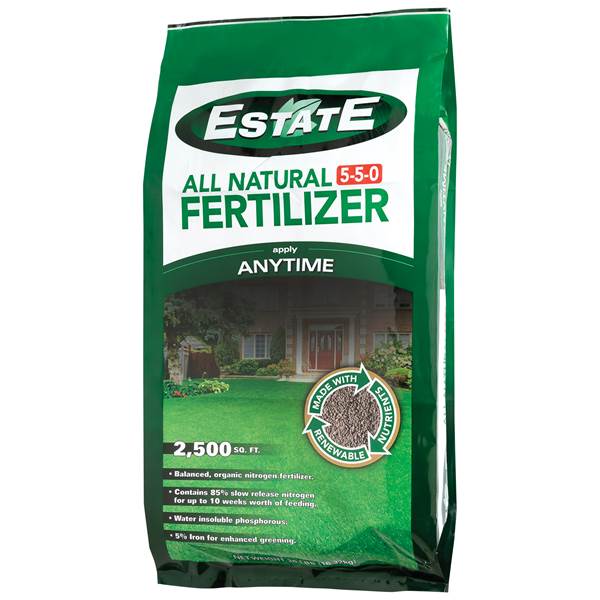 ESTATE
ALL NATURAL 5-5-0
FERTILIZER
apply
ANYTIME
MADE WITH
RENEWABLE
NUTRIENTS
2,500 SQ. FT.
• Balanced, organic nitrogen fertilizer.
• Contains 85% slow release nitrogen
for up to 10 weeks worth of feeding.
• Water insoluble phosphorous.
• 5% Iron for enhanced greening.
NET WEIGHT